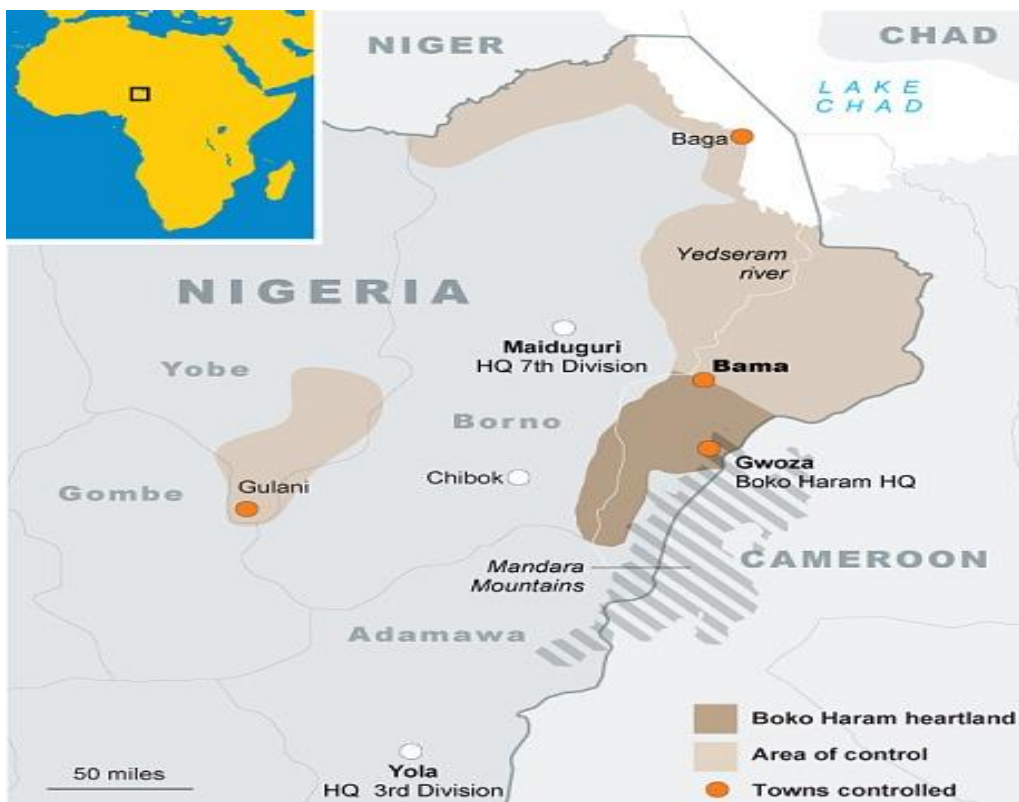 NIGER
CHAD
LAKE
CHAD
Baga
Yedseram
river
NIGERIA
Maiduguri
HQ 7th Division
Bama
Yobe
Borno
Gwoza
Boko Haram HQ
Chibok
Gombe
Gulani
CAMEROON
Mandara
Mountains
Adamawa
Boko Haram heartland
Area of control
Towns controlled
50 miles
Yola
HQ 3rd Division